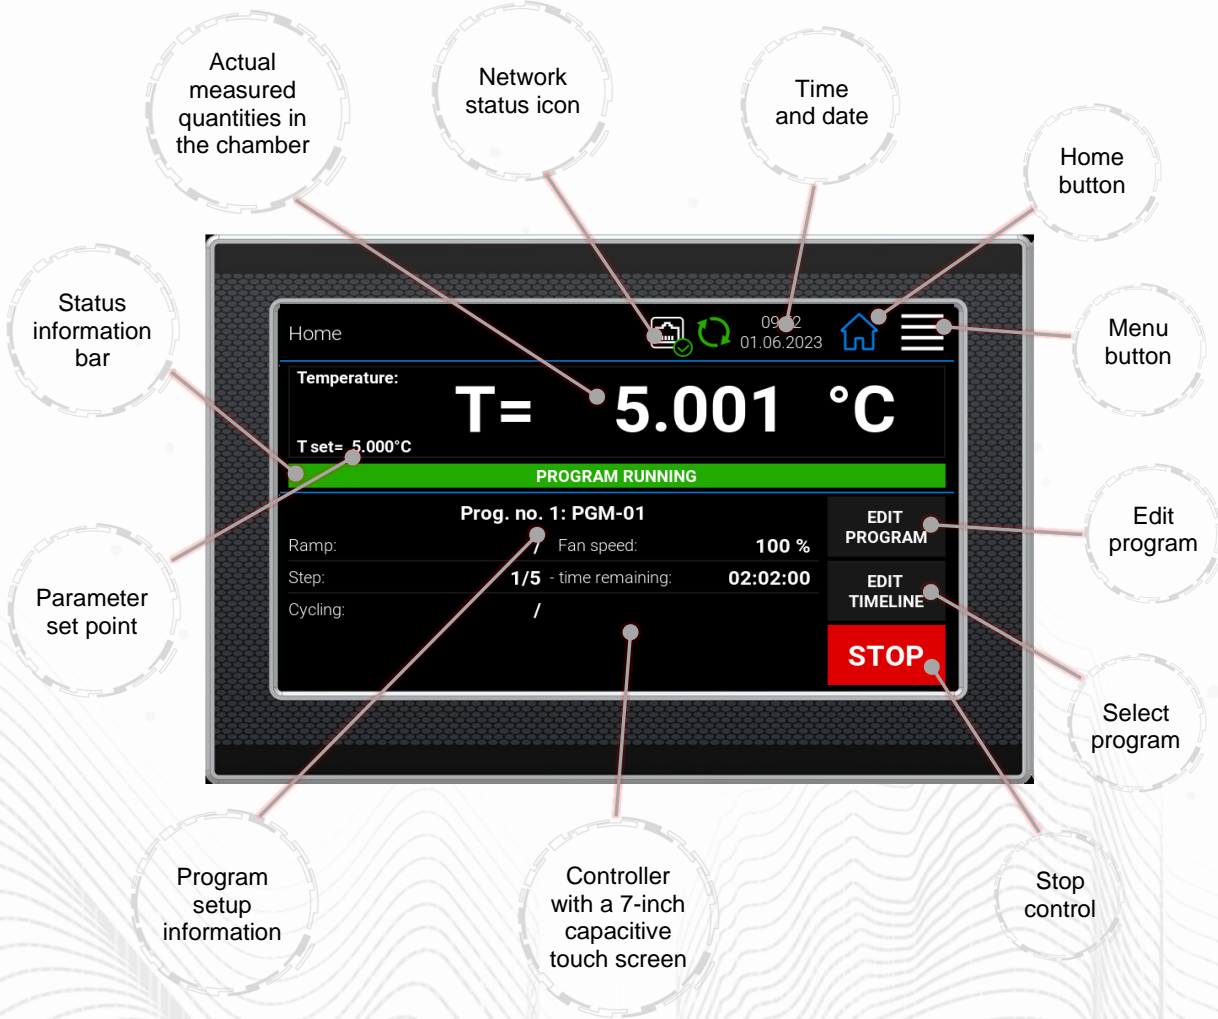 Actual
measured
quantities in
the chamber
Network
status icon
Time
and date
Home
button
Status
information
bar
Menu
button
Home
01.06.2023
Temperature:
T= 5.001 °C
T set= 5.000°C
PROGRAM RUNNING
Prog. no. 1: PGM-01
Ramp: / Fan speed: 100 %
Step: 1/5 - time remaining: 02:02:00
Cycling: /
EDIT
PROGRAM
EDIT
TIMELINE
STOP
Edit
program
Parameter
set point
Select
program
Program
setup
information
Controller
with a 7-inch
capacitive
touch screen
Stop
control